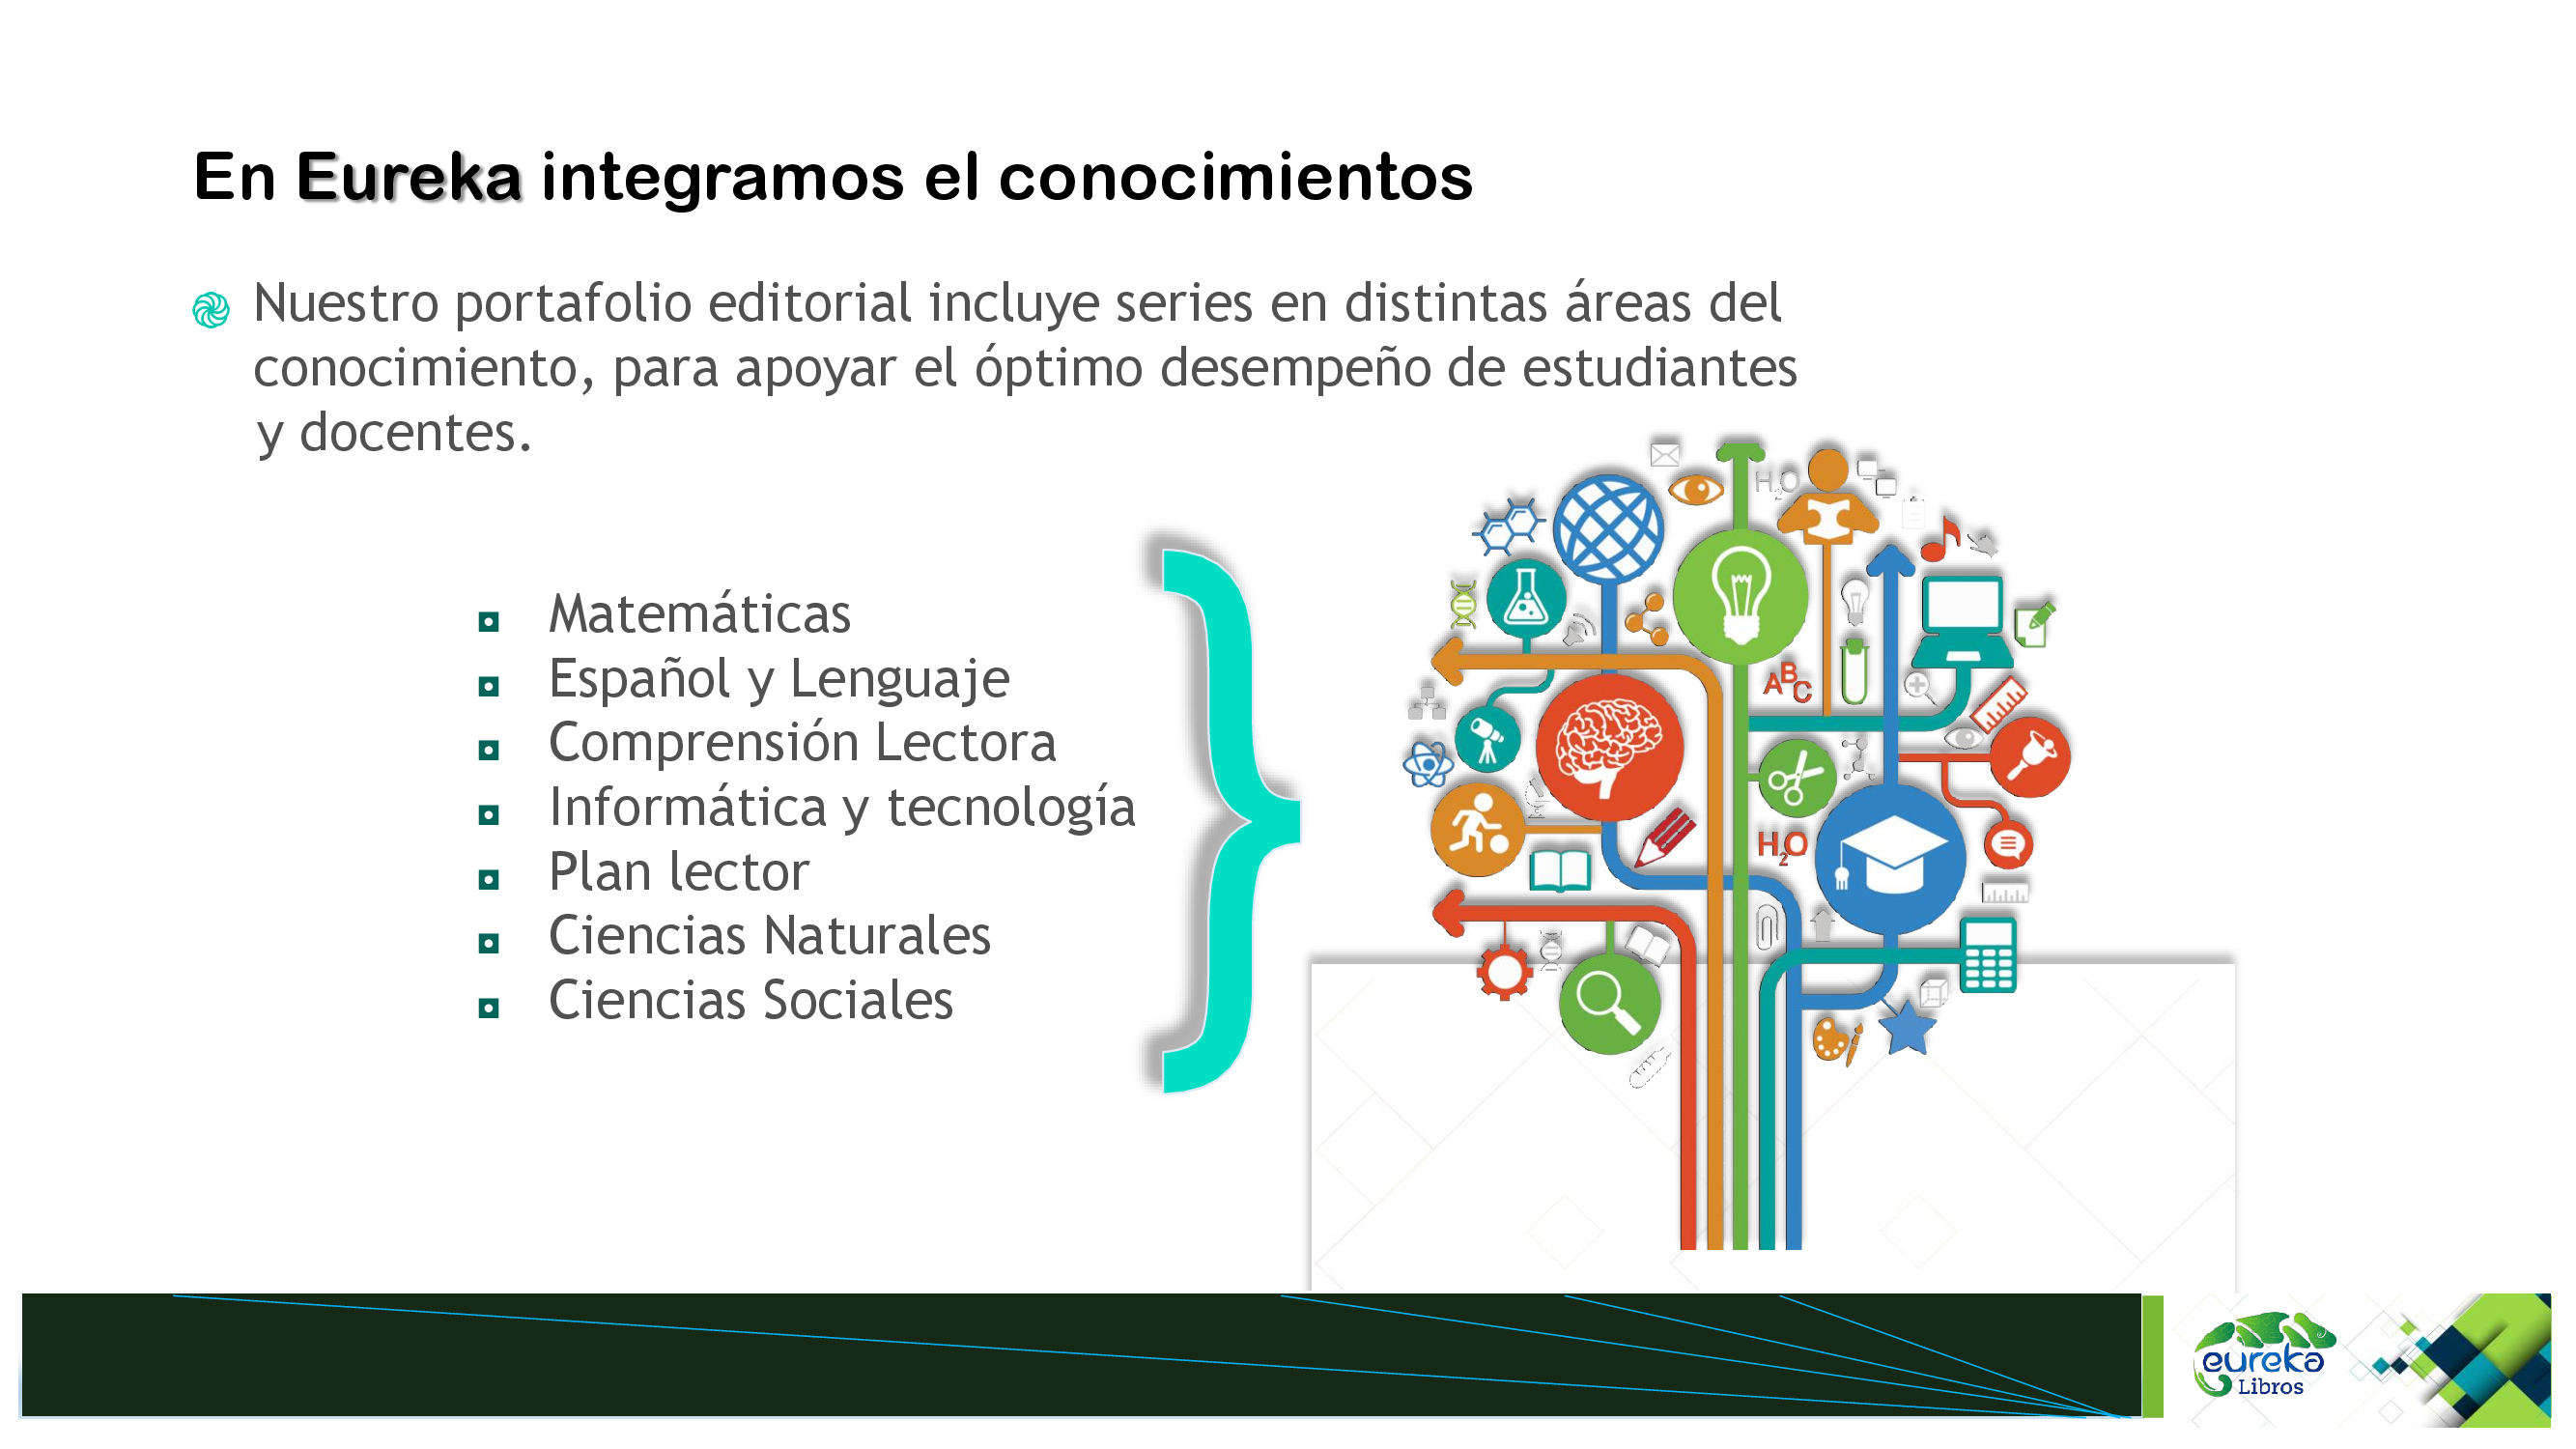 En Eureka integramos el conocimientos
Nuestro portafolio editorial incluye series en distintas áreas del
conocimiento, para apoyar el óptimo desempeño de estudiantes
y docentes.
Matemáticas
Español y Lenguaje
Comprensión Lectora
Informática y tecnología
Plan lector
Ciencias Naturales
Ciencias Sociales
H2O
ABC
H2O
eureka
Libros